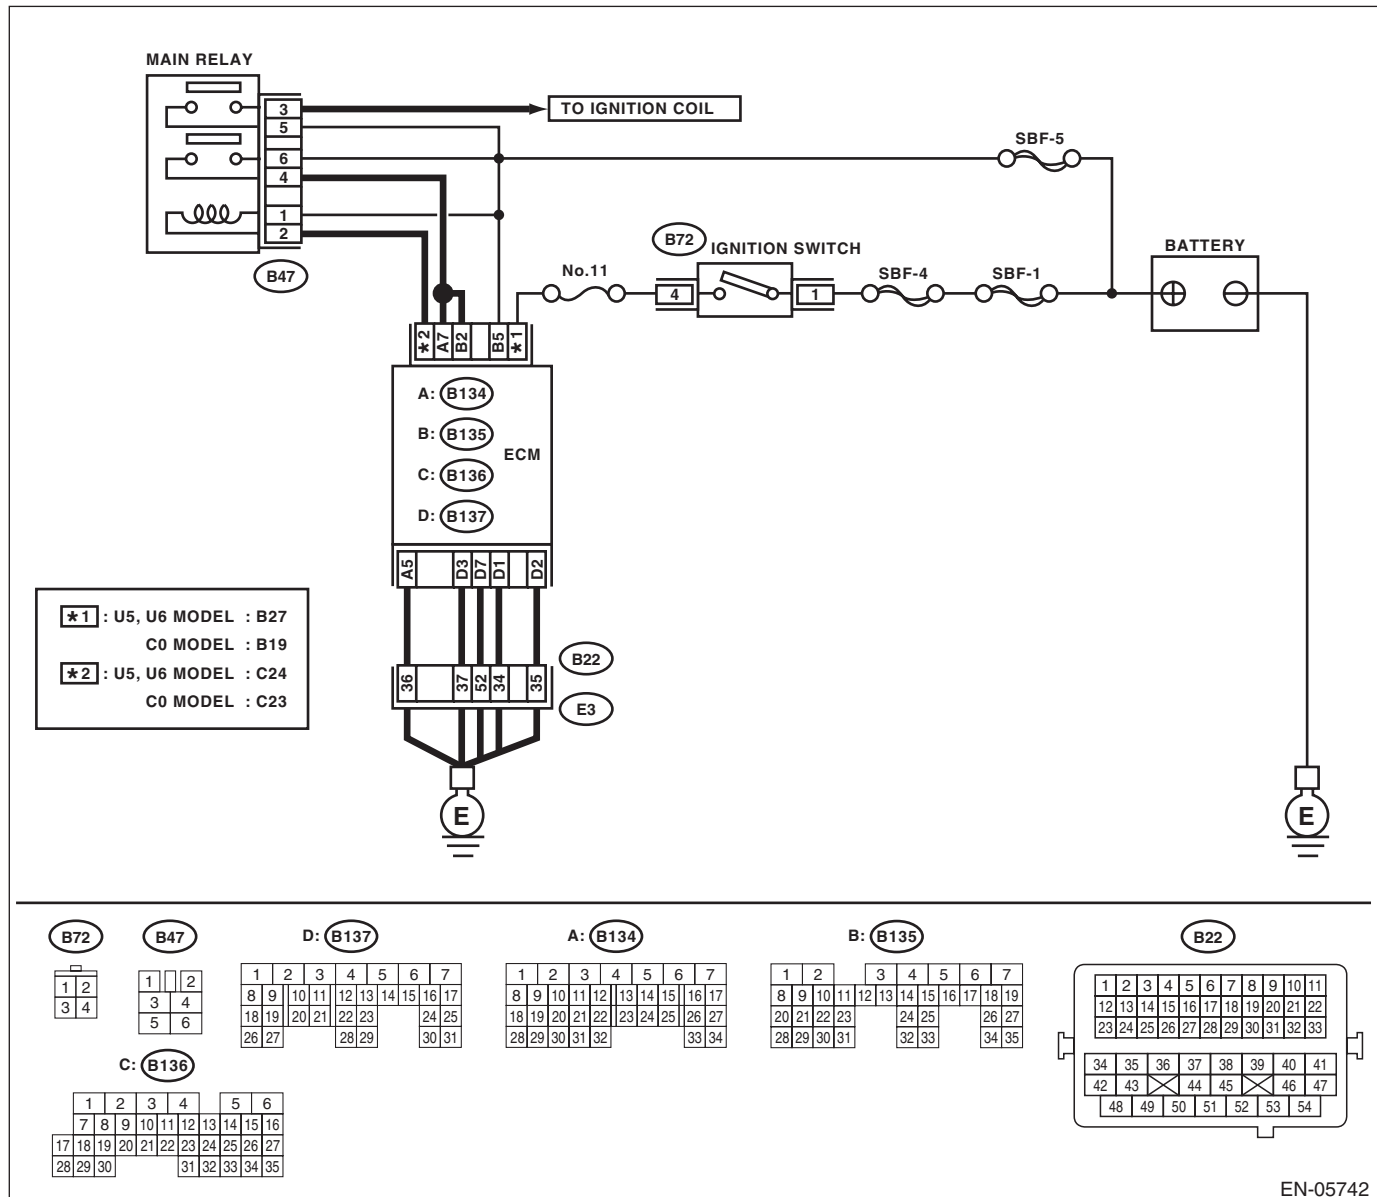 MAIN RELAY
3
5
6
4
1
2
B47
TO IGNITION COIL
SBF-5
B72
IGNITION SWITCH
BATTERY
No.11
4
1
SBF-4
SBF-1
*2
A7
B2
B5
*1
A: B134
B: B135
ECM
C: B136
D: B137
A5
D3
D7
D1
D2
*1 : U5, U6 MODEL : B27
C0 MODEL : B19
*2 : U5, U6 MODEL : C24
C0 MODEL : C23
36
37
52
34
35
B22
E3
E
E
B72
1 2
3 4
B47
1 2
3 4
5 6
D: B137
1 2 3 4 5 6 7
8 9 10 11 12 13 14 15 16 17
18 19 20 21 22 23 24 25
26 27 28 29 30 31
A: B134
1 2 3 4 5 6 7
8 9 10 11 12 13 14 15 16 17
18 19 20 21 22 23 24 25 26 27
28 29 30 31 32 33 34
B: B135
1 2 3 4 5 6 7
8 9 10 11 12 13 14 15 16 17 18 19
20 21 22 23 24 25 26 27
28 29 30 31 32 33 34 35
B22
1 2 3 4 5 6 7 8 9 10 11
12 13 14 15 16 17 18 19 20 21 22
23 24 25 26 27 28 29 30 31 32 33
34 35 36 37 38 39 40 41
42 43 44 45 46 47
48 49 50 51 52 53 54
C: B136
1 2 3 4 5 6
7 8 9 10 11 12 13 14 15 16
17 18 19 20 21 22 23 24 25 26 27
28 29 30 31 32 33 34 35
EN-05742